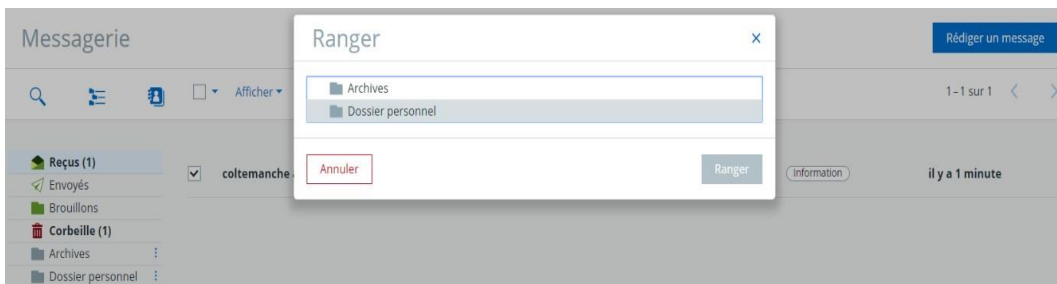 Messagerie
Ranger
×
Rédiger un message
Afficher
1-1 sur 1
Archives
Dossier personnel
Annuler
Ranger
Reçus (1)
Envoyés
Brouillons
Corbeille (1)
Archives
Dossier personnel
coltemanche
Information
il y a 1 minute